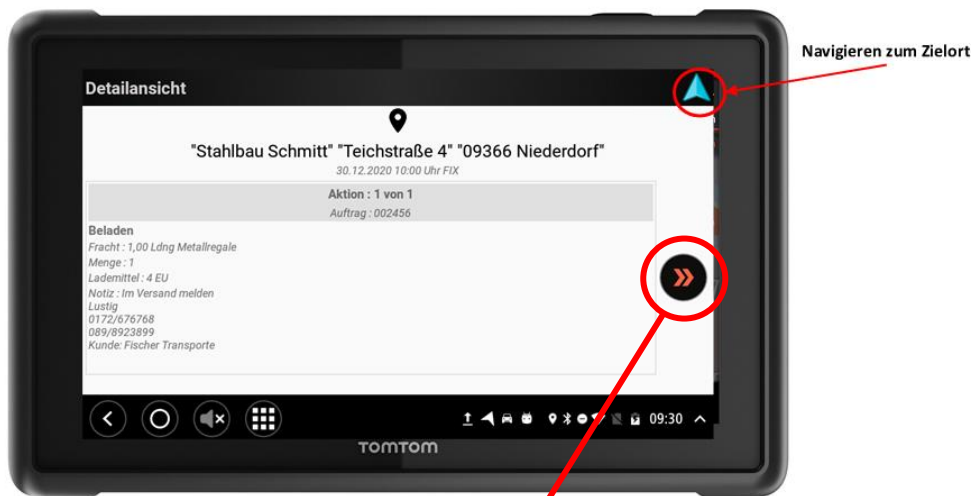 Navigieren zum Zielort
Detailansicht
"Stahlbau Schmitt" "Teichstraße 4" "09366 Niederdorf"
30.12.2020 10:00 Uhr FIX
Aktion : 1 von 1
Auftrag : 002456
Beladen
Fracht : 1,00 Ldng Metallregale
Menge : 1
Lademittel : 4 EU
Notiz : Im Versand melden
Lustig
0172/676768
089/8923899
Kunde: Fischer Transporte
09:30
TOMTOM